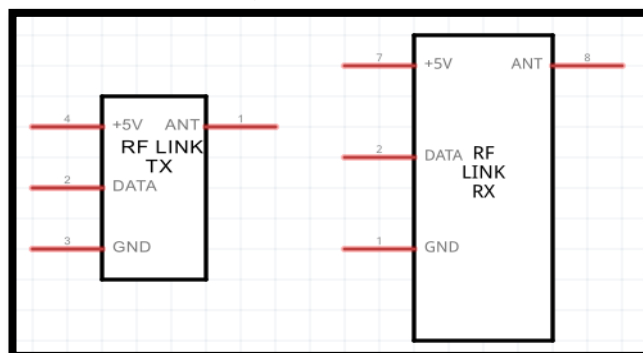 4 +5V ANT 1
RF LINK
TX
2 DATA
3 GND
7 +5V ANT 8
2 DATA
RF
LINK
RX
1 GND